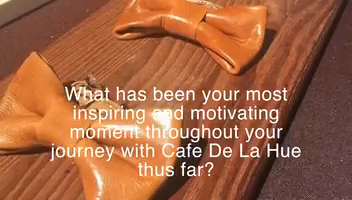 What has been your most
inspiring and motivating
moment throughout your
journey with Cafe De La Hue
thus far?